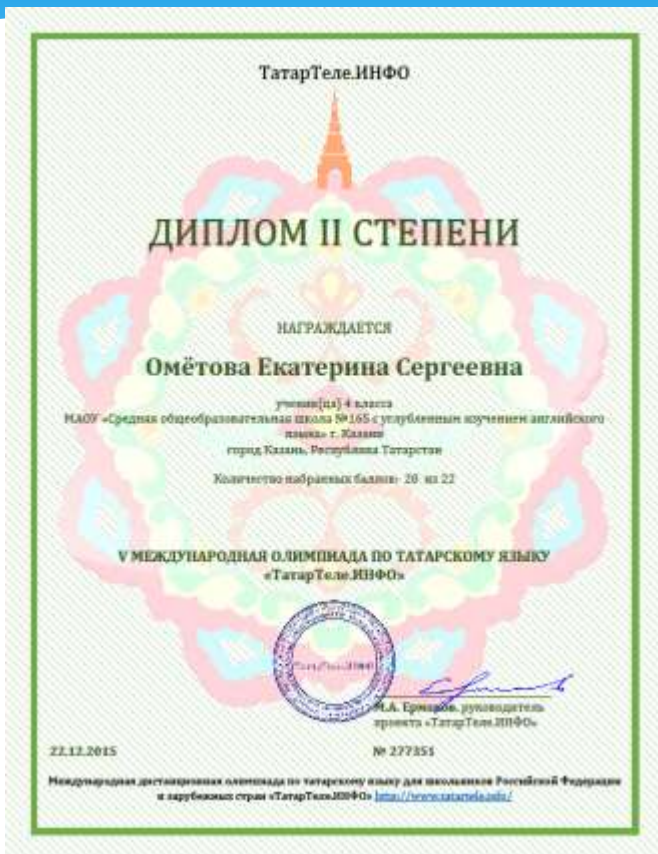 ТатарТеле.ИНФО
ДИПЛОМ II СТЕПЕНИ
НАГРАЖДАЕТСЯ
Омётова Екатерина Сергеевна
ученик(ца) 4 класса
МАОУ «Средняя общеобразовательная школа №165 с углубленным изучением английского
языка» г. Казани
город Казань, Республика Татарстан
Количество набранных баллов- 20 из 22
V МЕЖДУНАРОДНАЯ ОЛИМПИАДА ПО ТАТАРСКОМУ ЯЗЫКУ
«ТатарТеле.ИНФО»
М.А. Ермаков, руководитель
проекта «ТатарТеле.ИНФО»
22.12.2015
№ 277351
Международная дистанционная олимпиада по татарскому языку для школьников Российской Федерации
и зарубежных стран «ТатарТеле.ИНФО» http://www.tatartele.info/